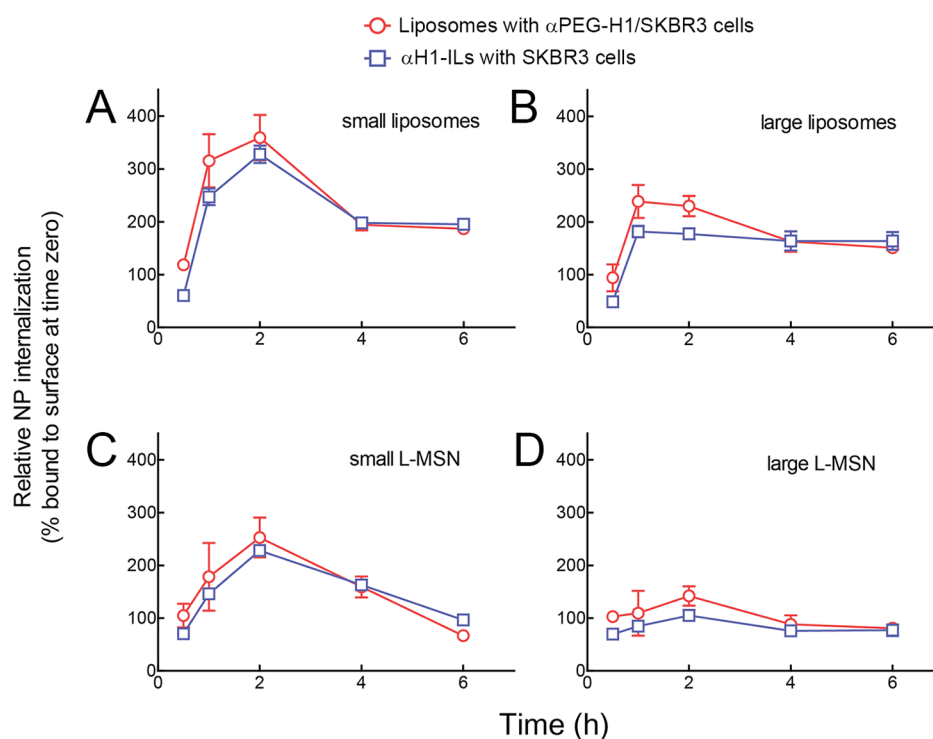 Liposomes with αPEG-H1/SKBR3 cells
αH1-ILs with SKBR3 cells
A
small liposomes
400
300
200
100
0
0
2
4
6
B
large liposomes
400
300
200
100
0
0
2
4
6
Relative NP internalization
(% bound to surface at time zero)
C
small L-MSN
400
300
200
100
0
0
2
4
6
D
large L-MSN
400
300
200
100
0
0
2
4
6
Time (h)